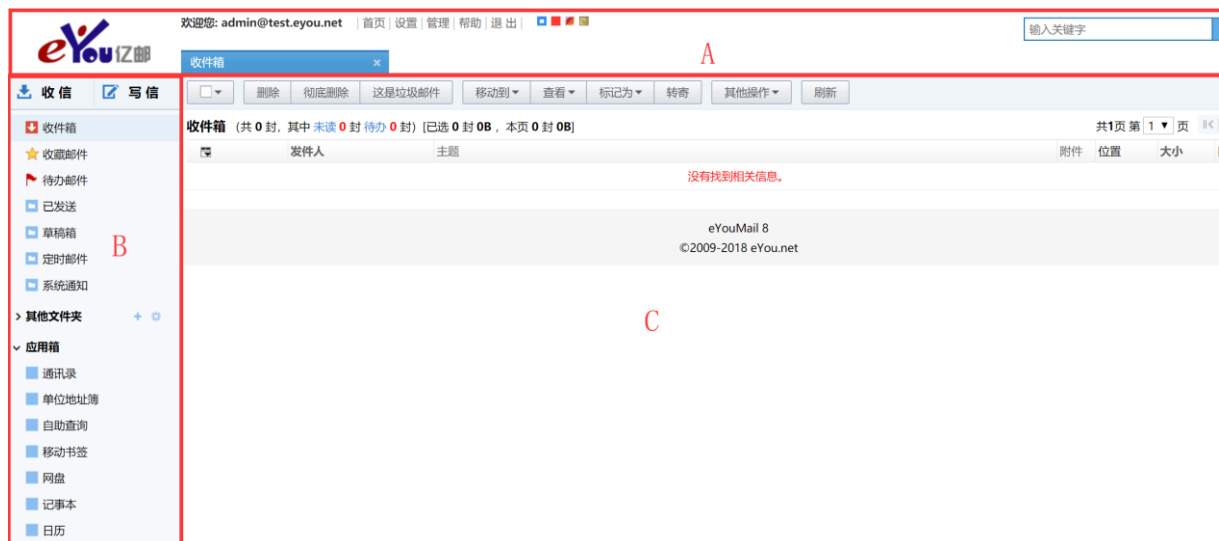 eYou亿邮
欢迎您: admin@test.eyou.net |首页|设置|管理|帮助|退 出|
输入关键字
收件箱 ×
A
收 信 写 信
删除 彻底删除 这是垃圾邮件 移动到 查看 标记为 转寄 其他操作 刷新
收件箱 (共 0 封, 其中 未读 0 封 待办 0 封) [已选 0 封 0B , 本页 0 封 0B] 共1页 第 1 页
发件人 主题 附件 位置 大小
没有找到相关信息。
eYouMail 8
©2009-2018 eYou.net
收件箱
收藏邮件
待办邮件
已发送
草稿箱
定时邮件
系统通知
B
其他文件夹
应用箱
通讯录
单位地址簿
自助查询
移动书签
网盘
记事本
日历
C